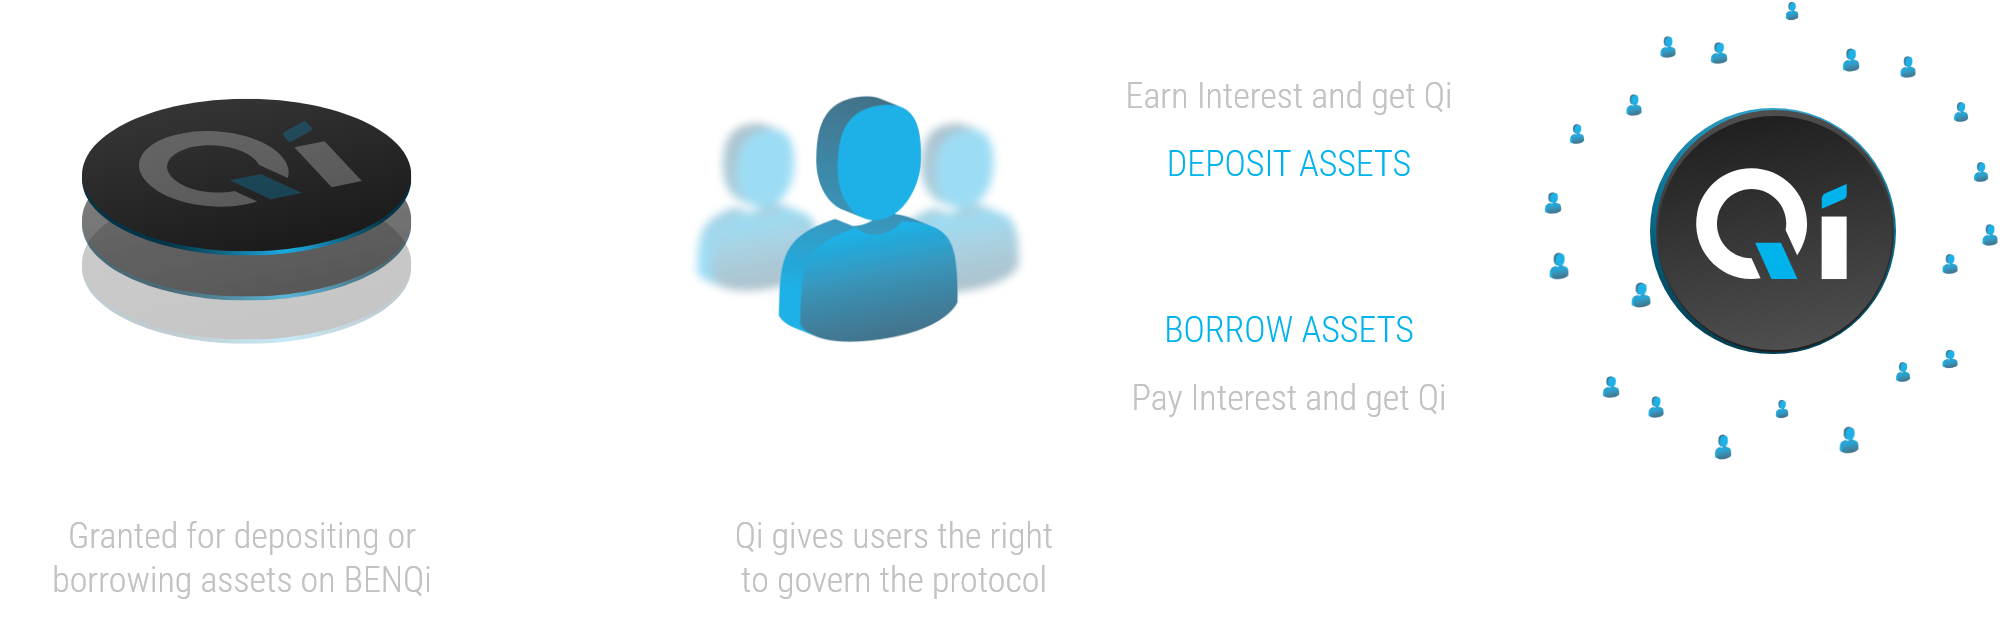 Qi
Granted for depositing or
borrowing assets on BENQi
Qi gives users the right
to govern the protocol
Earn Interest and get Qi
DEPOSIT ASSETS
BORROW ASSETS
Pay Interest and get Qi
Qi